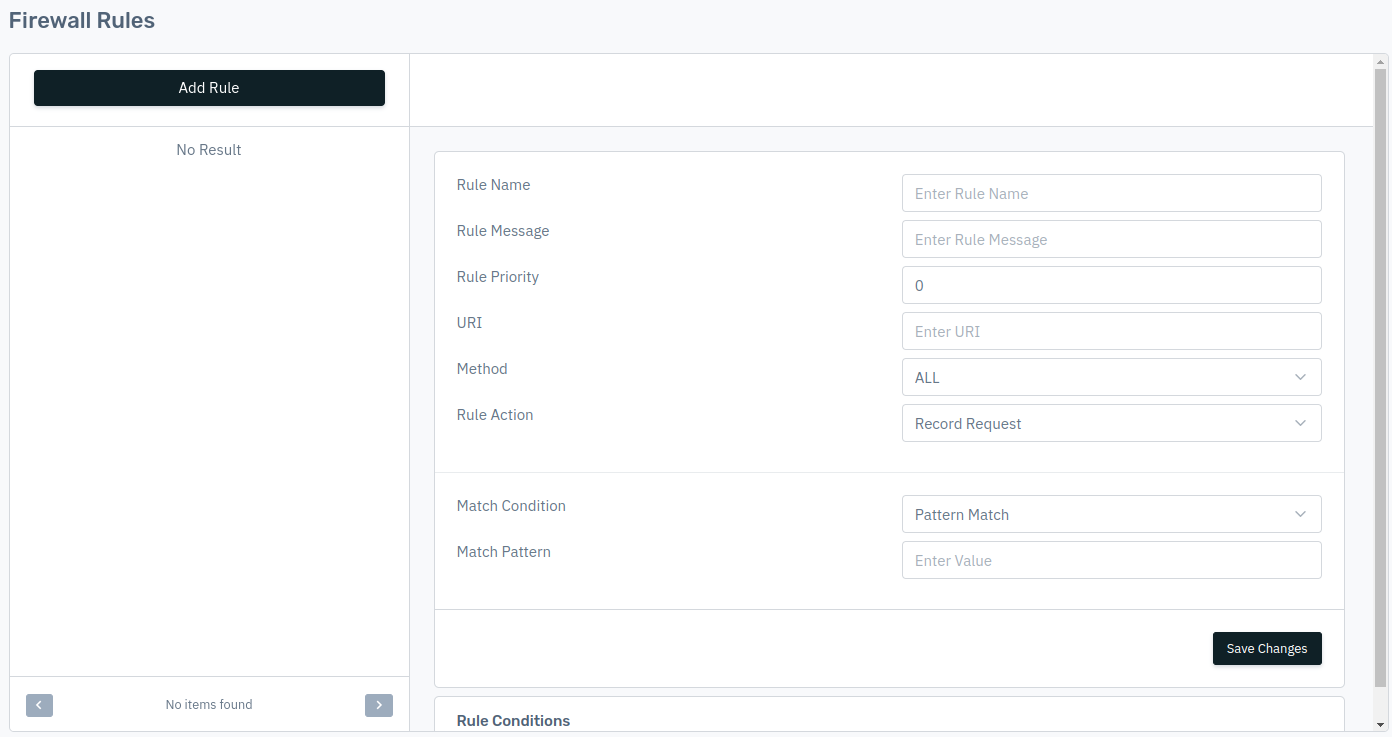 Firewall Rules
Add Rule
No Result
No items found
Rule Name
Enter Rule Name
Rule Message
Enter Rule Message
Rule Priority
0
URI
Enter URI
Method
ALL
Rule Action
Record Request
Match Condition
Pattern Match
Match Pattern
Enter Value
Save Changes
Rule Conditions